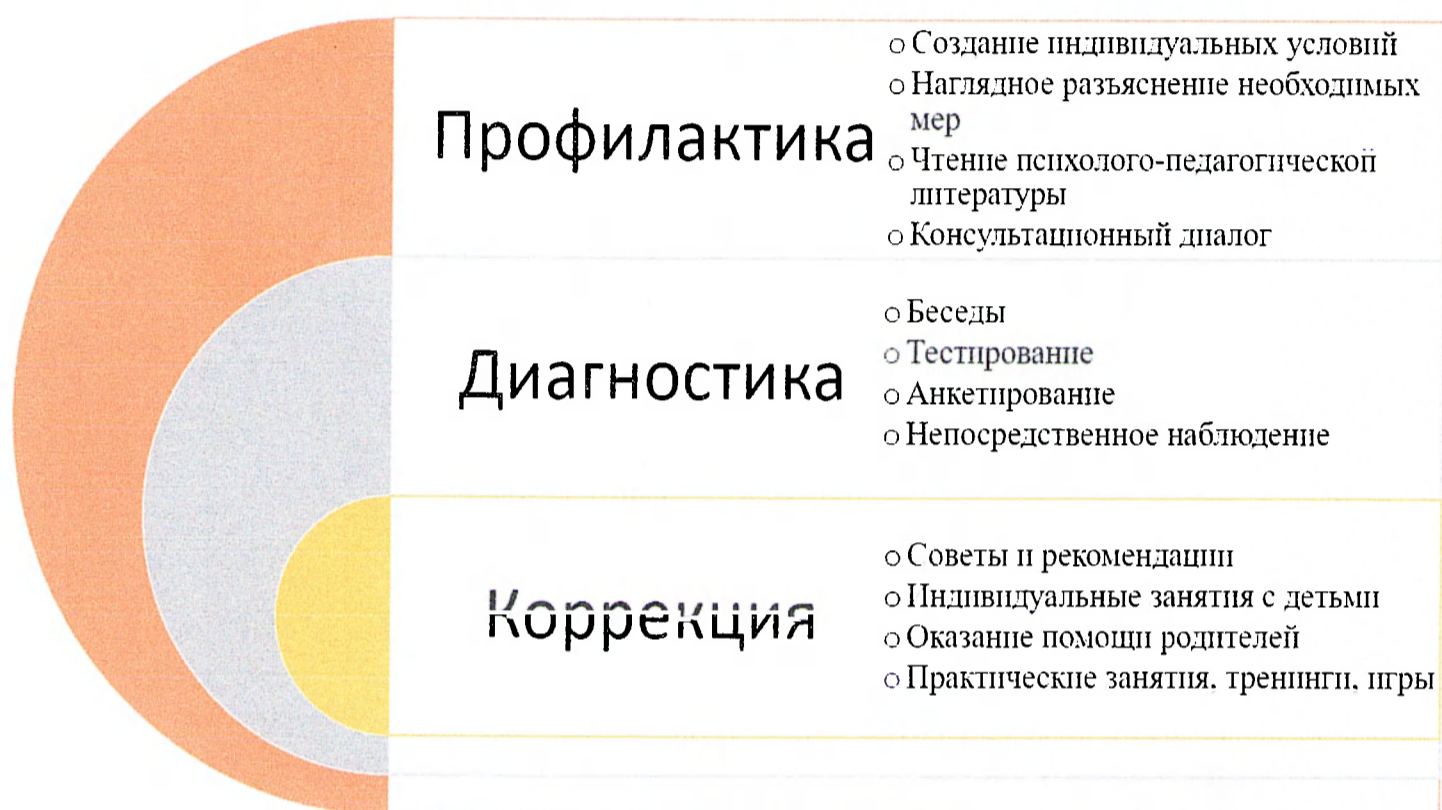 Профилактика
○ Создание индивидуальных условий
○ Наглядное разъяснение необходимых
мер
○ Чтение психолого-педагогической
литературы
○ Консультационный диалог
Диагностика
○ Беседы
○ Тестирование
○ Анкетирование
○ Непосредственное наблюдение
Коррекция
○ Советы и рекомендации
○ Индивидуальные занятия с детьми
○ Оказание помощи родителей
○ Практические занятия, тренинги, игры